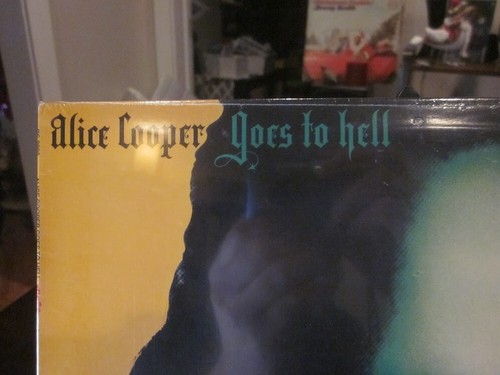 Alice Cooper goes to hell